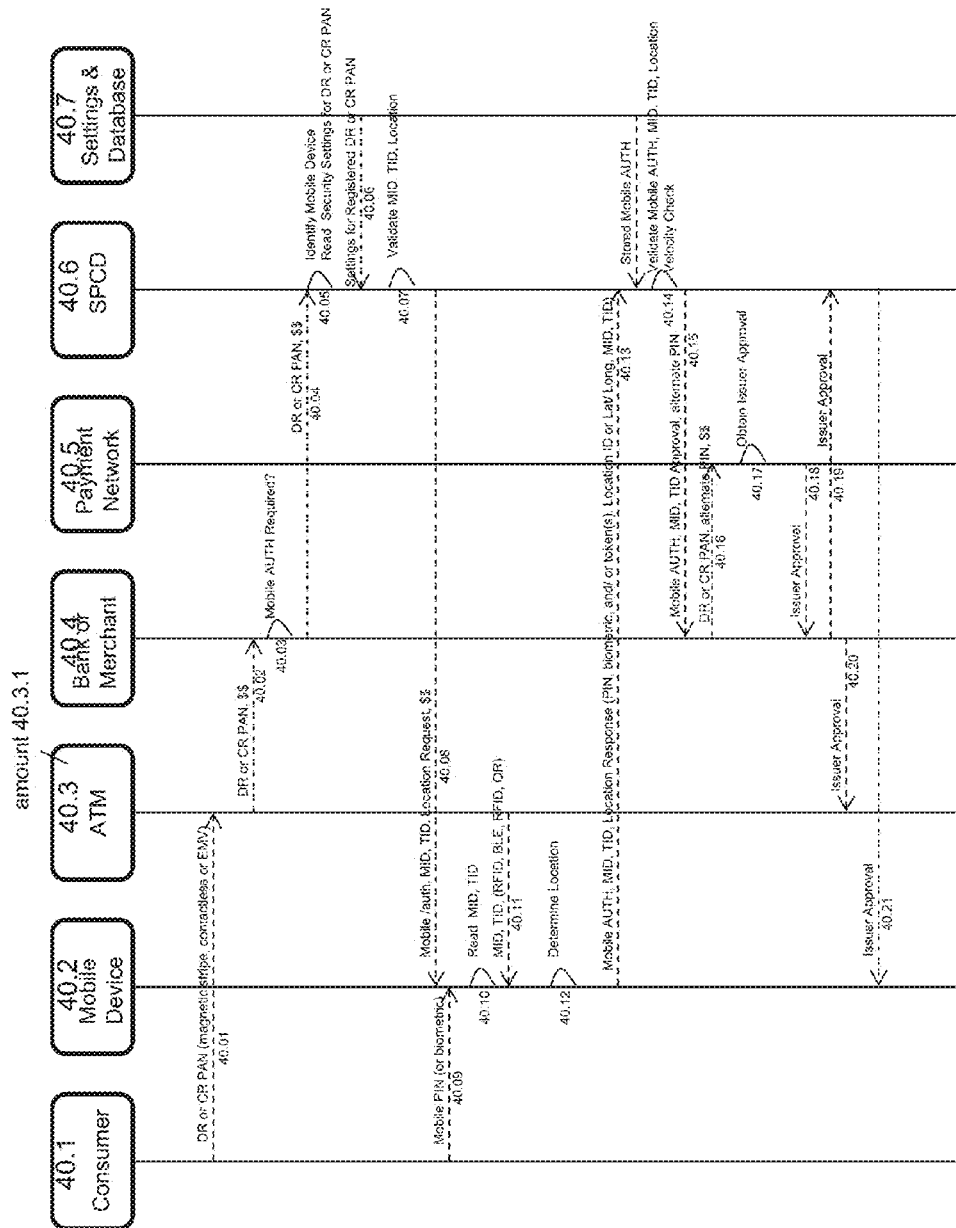 amount 40.3.1
40.1
Consumer
40.2
Mobile
Device
40.3
ATM
40.4
Bank or
Merchant
40.5
Payment
Network
40.6
SPCD
40.7
Settings &
Database
DR or CR PAN (magnetic stripe, contactless or EMV)
40.01
DR or CR PAN, $$
40.02
Mobile AUTH Required?
40.03
DR or CR PAN, $$
40.04
Identify Mobile Device
Read Security Settings for DR or CR PAN
40.05
Settings for Registered DR or CR PAN
40.06
Validate MID, TID, Location
40.07
Mobile /auth, MID, TID, Location Request, $$
40.08
Mobile PIN (or biometric)
40.09
Read MID, TID
40.10
MID, TID, (RFID, BLE, RFID, QR)
40.11
Determine Location
40.12
Mobile AUTH, MID, TID, Location Response (PIN, biometric, and/ or token(s), Location ID or Lat/ Long, MID, TID)
40.13
Stored Mobile AUTH
Validate Mobile AUTH, MID, TID, Location
Velocity Check
40.14
Mobile AUTH, MID, TID Approval, alternate PIN
40.15
DR or CR PAN, alternate PIN, $$
40.16
Obtain Issuer Approval
40.17
Issuer Approval
40.18
Issuer Approval
40.19
Issuer Approval
40.20
Issuer Approval
40.21